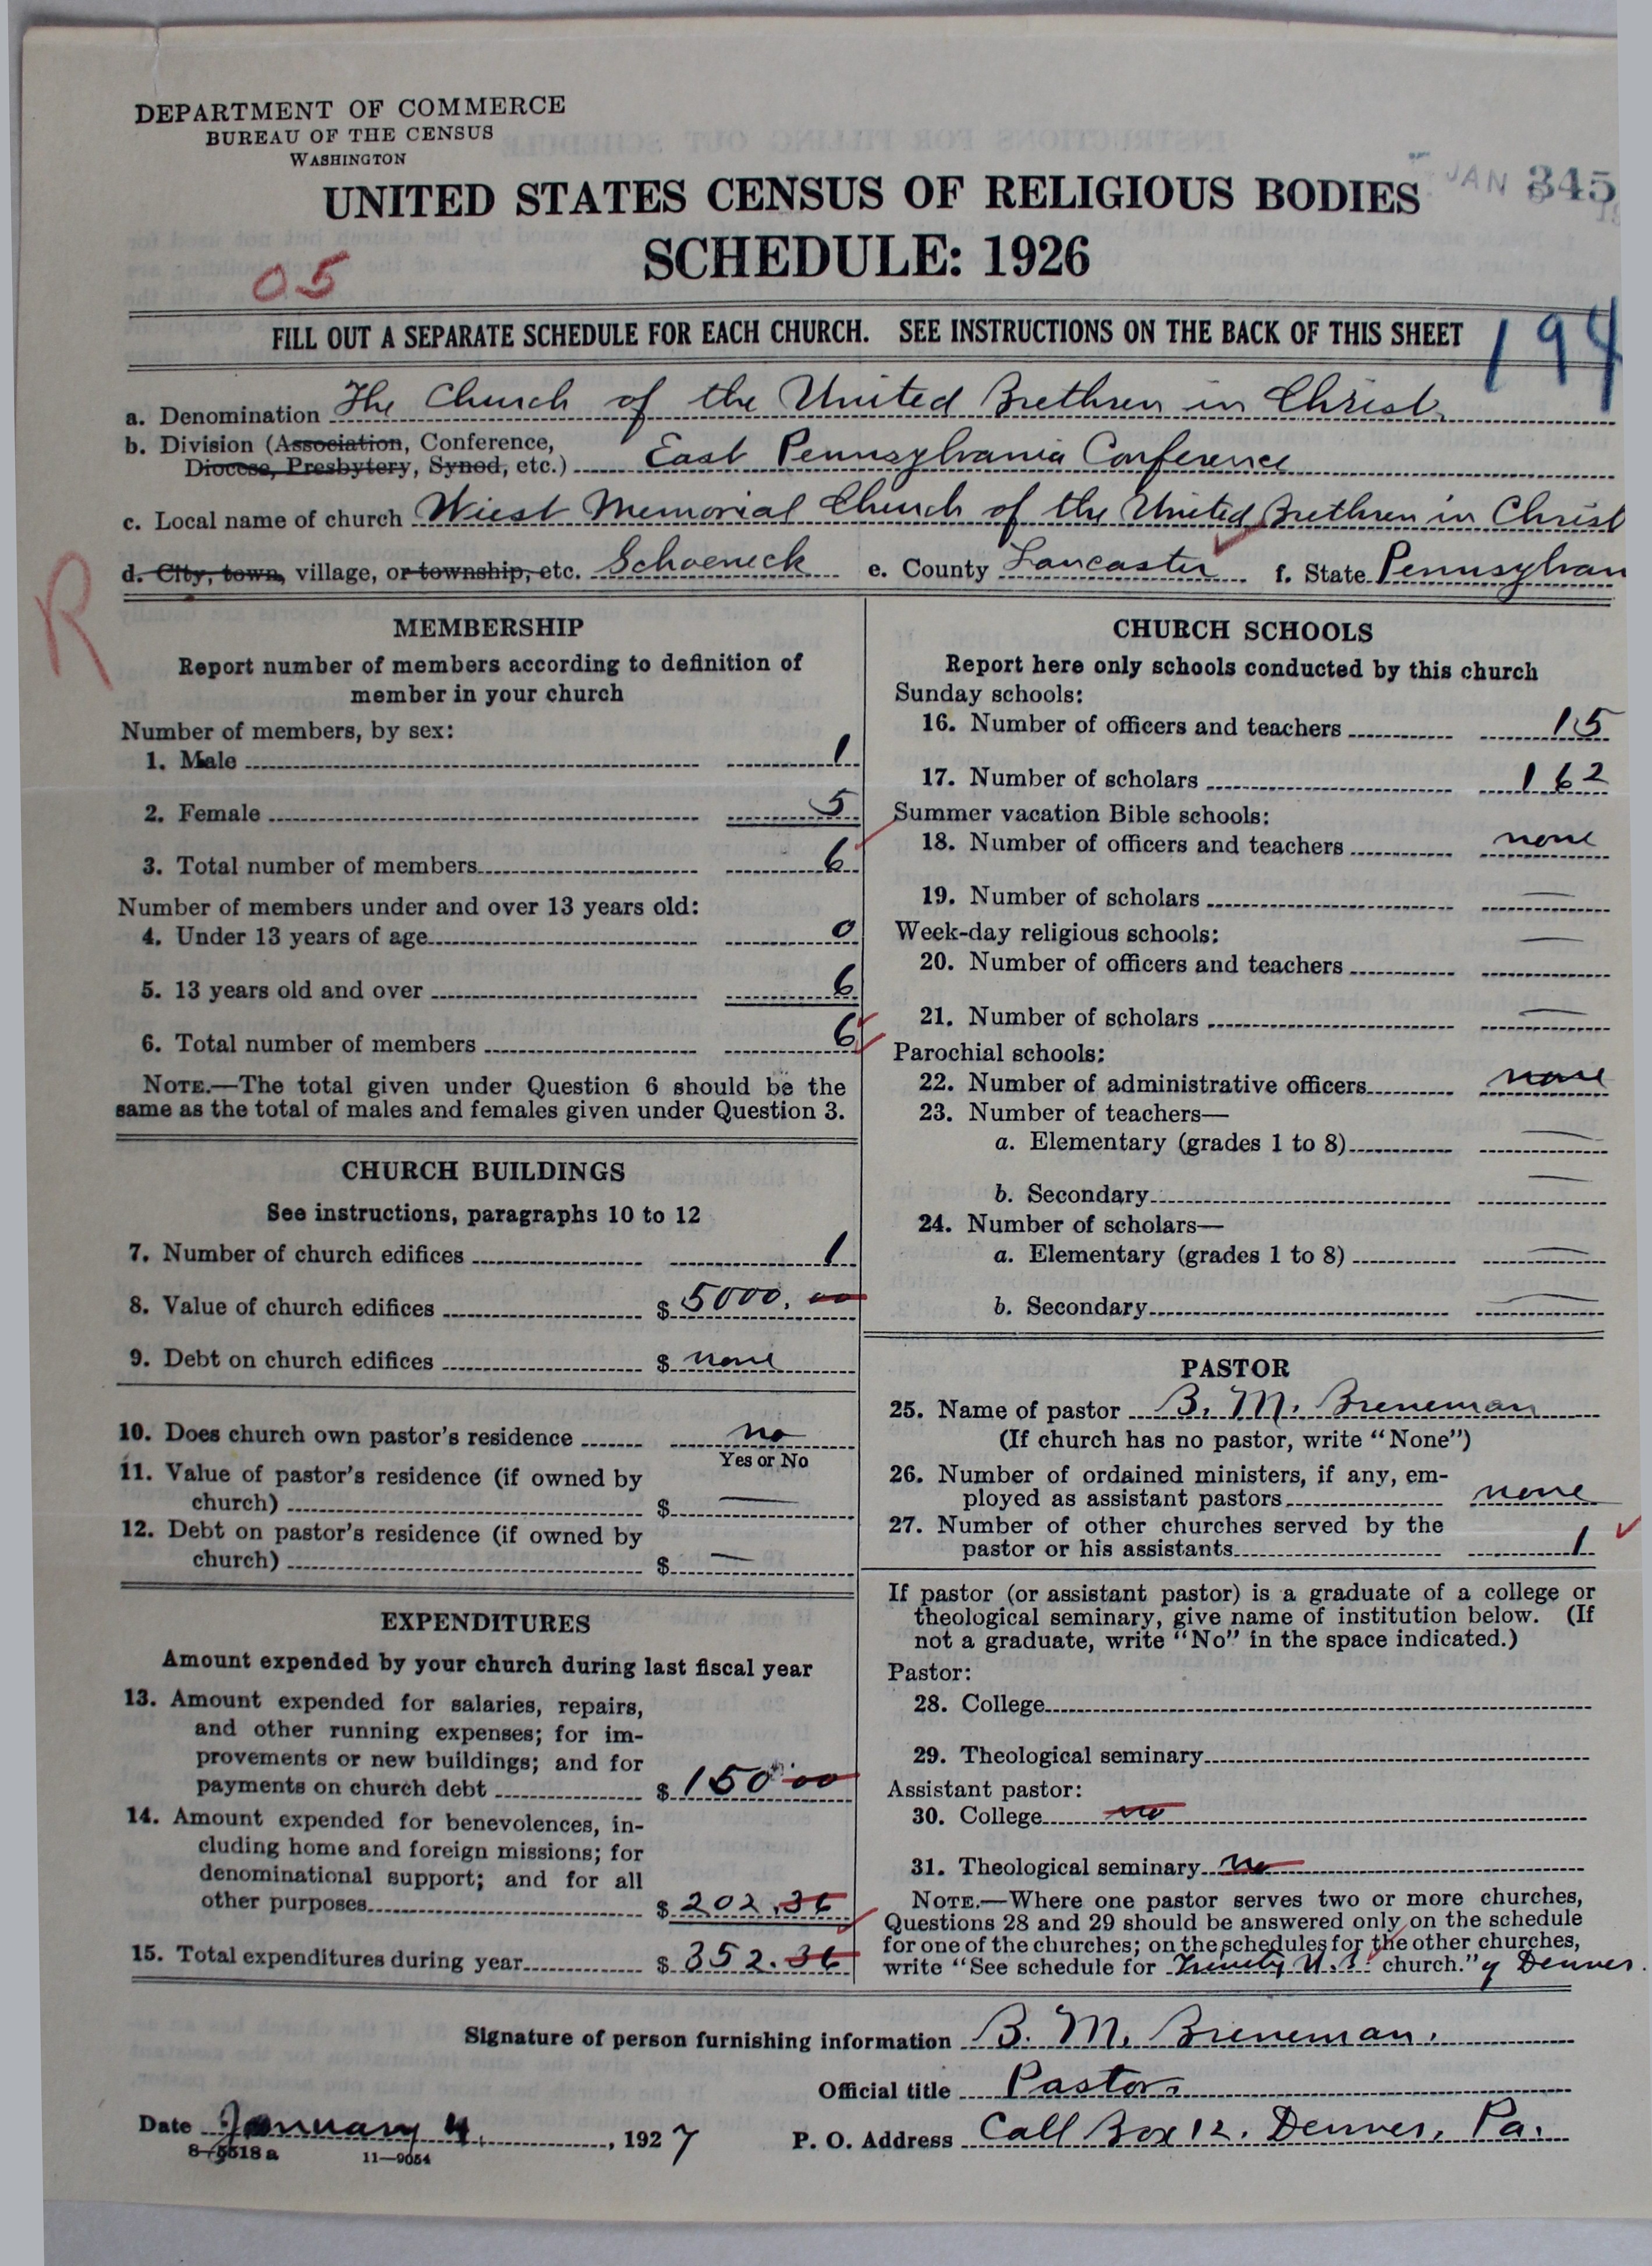 DEPARTMENT OF COMMERCE
BUREAU OF THE CENSUS
WASHINGTON
JAN 345
UNITED STATES CENSUS OF RELIGIOUS BODIES
SCHEDULE: 1926
05
FILL OUT A SEPARATE SCHEDULE FOR EACH CHURCH. SEE INSTRUCTIONS ON THE BACK OF THIS SHEET
194
a. Denomination The Church of the United Brethren in Christ.
b. Division (Association, Conference,
Diocese, Presbytery, Synod, etc.) East Pennsylvania Conference
c. Local name of church Wiest Memorial Church of the United Brethren in Christ
d. City, town, village, or township, etc. Schoeneck e. County Lancaster f. State Pennsylvan
R
MEMBERSHIP
Report number of members according to definition of
member in your church
Number of members, by sex:
1. Male 1
2. Female 5
3. Total number of members 6
Number of members under and over 13 years old:
4. Under 13 years of age 0
5. 13 years old and over 6
6. Total number of members 6
NOTE.—The total given under Question 6 should be the
same as the total of males and females given under Question 3.
CHURCH BUILDINGS
See instructions, paragraphs 10 to 12
7. Number of church edifices 1
8. Value of church edifices $ 5000.00
9. Debt on church edifices $ none
10. Does church own pastor's residence no
Yes or No
11. Value of pastor's residence (if owned by
church) $ —
12. Debt on pastor's residence (if owned by
church) $ —
EXPENDITURES
Amount expended by your church during last fiscal year
13. Amount expended for salaries, repairs,
and other running expenses; for im-
provements or new buildings; and for
payments on church debt $ 150.00
14. Amount expended for benevolences, in-
cluding home and foreign missions; for
denominational support; and for all
other purposes $ 202.36
15. Total expenditures during year $ 352.36
CHURCH SCHOOLS
Report here only schools conducted by this church
Sunday schools:
16. Number of officers and teachers 15
17. Number of scholars 162
Summer vacation Bible schools:
18. Number of officers and teachers none
19. Number of scholars —
Week-day religious schools:
20. Number of officers and teachers —
21. Number of scholars —
Parochial schools:
22. Number of administrative officers none
23. Number of teachers—
a. Elementary (grades 1 to 8) —
b. Secondary —
24. Number of scholars—
a. Elementary (grades 1 to 8) —
b. Secondary —
PASTOR
25. Name of pastor B. M. Breneman
(If church has no pastor, write "None")
26. Number of ordained ministers, if any, em-
ployed as assistant pastors none
27. Number of other churches served by the
pastor or his assistants 1
If pastor (or assistant pastor) is a graduate of a college or
theological seminary, give name of institution below. (If
not a graduate, write "No" in the space indicated.)
Pastor:
28. College
29. Theological seminary
Assistant pastor:
30. College no
31. Theological seminary no
NOTE.—Where one pastor serves two or more churches,
Questions 28 and 29 should be answered only on the schedule
for one of the churches; on the schedules for the other churches,
write "See schedule for Trinity U.B. church." of Denver.
Signature of person furnishing information B. M. Breneman.
Official title Pastor
Date January 4, 1927
P. O. Address Call Box 12. Denver, Pa.
8-5518 a 11—9054